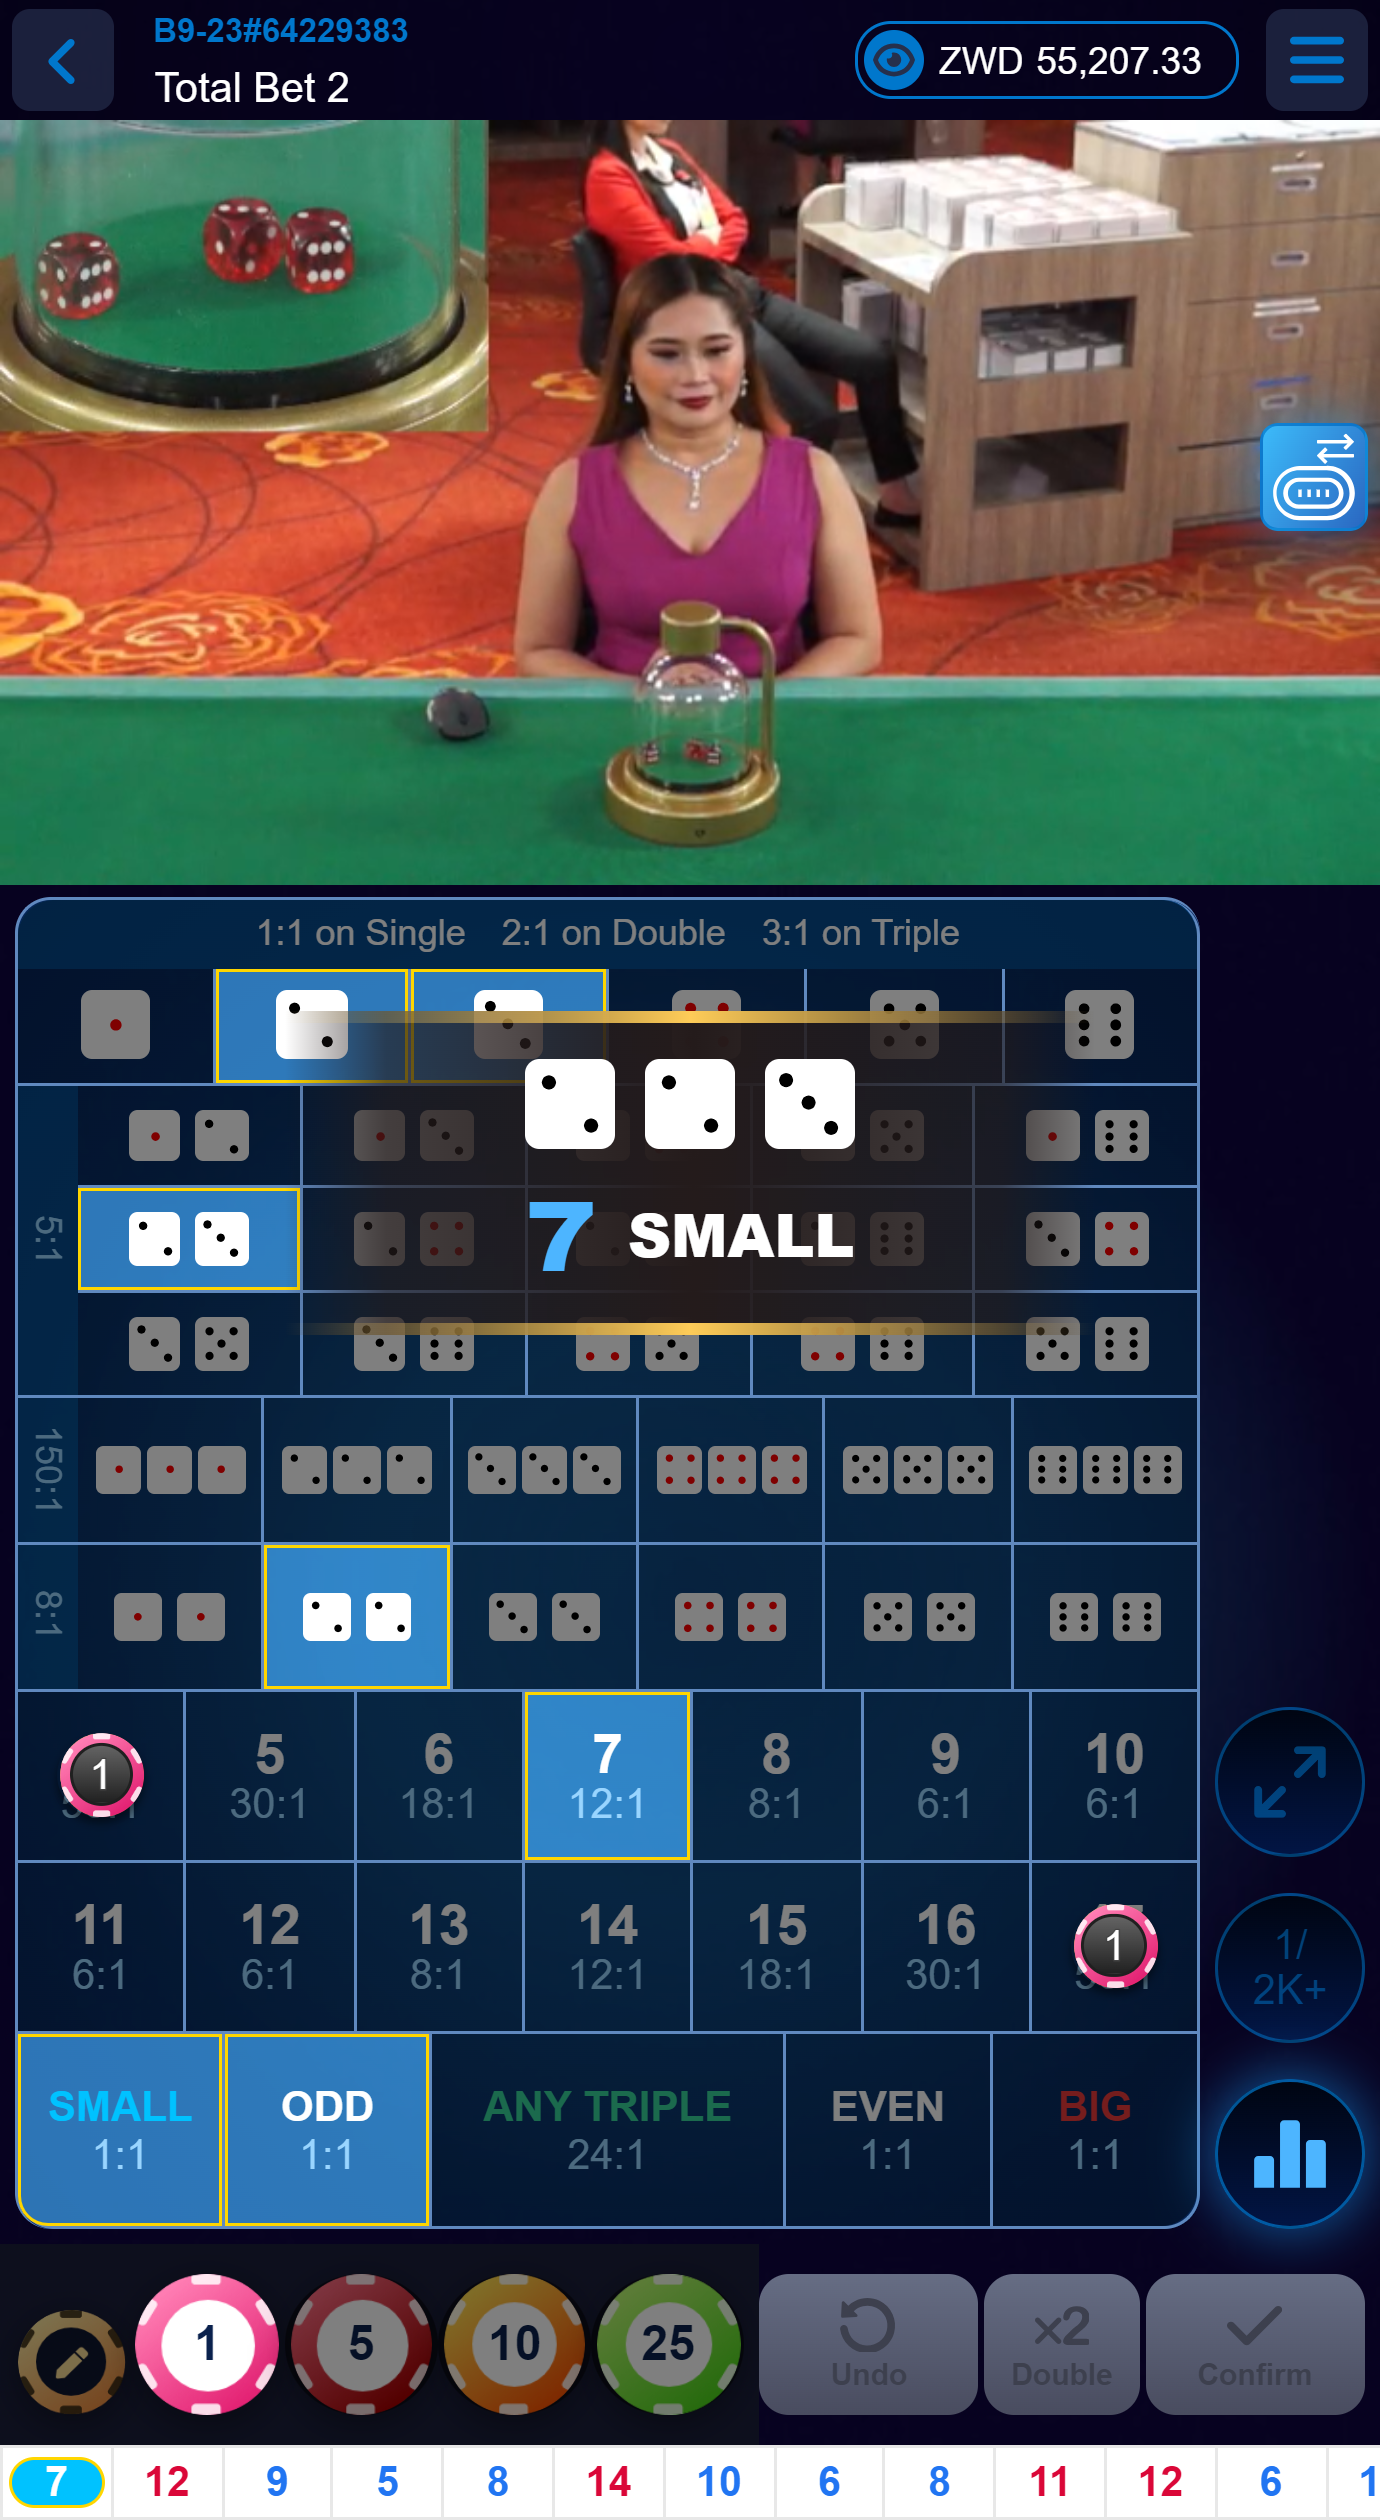 B9-23#64229383
Total Bet 2
ZWD 55,207.33
1:1 on Single 2:1 on Double 3:1 on Triple
5:1
7 SMALL
150:1
8:1
1 5 6 7 8 9 10
30:1 18:1 12:1 8:1 6:1 6:1
11 12 13 14 15 16 1
6:1 6:1 8:1 12:1 18:1 30:1
1/
2K+
SMALL ODD ANY TRIPLE EVEN BIG
1:1 1:1 24:1 1:1 1:1
1 5 10 25 x2
Undo Double Confirm
7 12 9 5 8 14 10 6 8 11 12 6